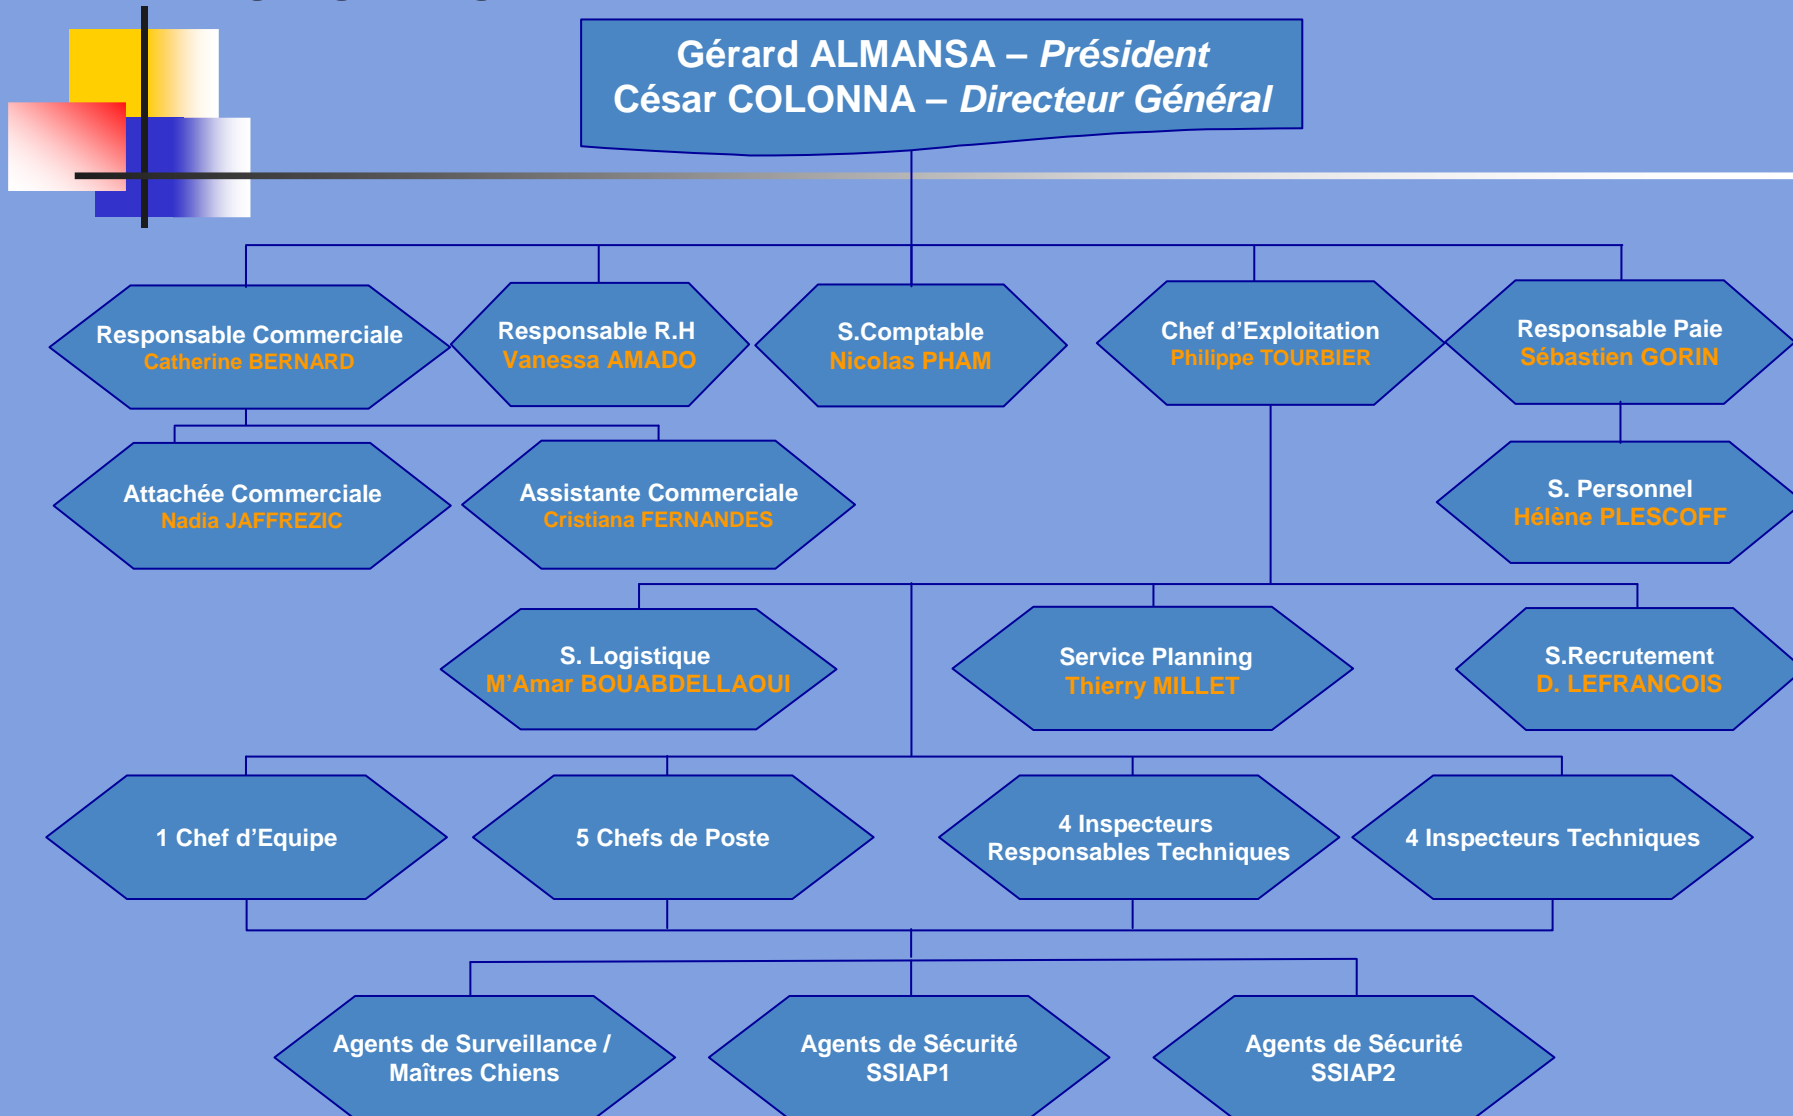 Gérard ALMANSA – Président
César COLONNA – Directeur Général
Responsable Commerciale
Catherine BERNARD
Responsable R.H
Vanessa AMADO
S.Comptable
Nicolas PHAM
Chef d’Exploitation
Philippe TOURBIER
Responsable Paie
Sébastien GORIN
Attachée Commerciale
Nadia JAFFREZIC
Assistante Commerciale
Cristiana FERNANDES
S. Personnel
Hélène PLESCOFF
S. Logistique
M’Amar BOUABDELLAOUI
Service Planning
Thierry MILLET
S.Recrutement
D. LEFRANCOIS
1 Chef d’Equipe
5 Chefs de Poste
4 Inspecteurs
Responsables Techniques
4 Inspecteurs Techniques
Agents de Surveillance /
Maîtres Chiens
Agents de Sécurité
SSIAP1
Agents de Sécurité
SSIAP2